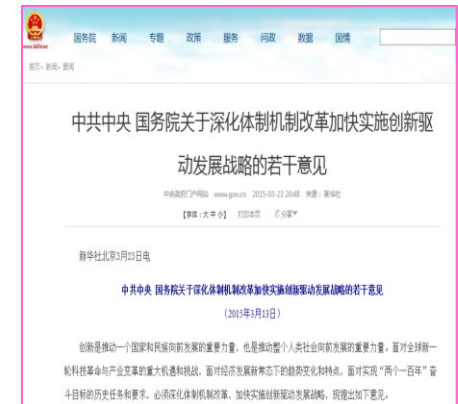 国务院 新闻 专题 政策 服务 问政 数据 国情
www.gov.cn
首页> 新闻> 要闻
中共中央 国务院关于深化体制机制改革加快实施创新驱
动发展战略的若干意见
中央政府门户网站 www.gov.cn 2015-03-23 20:48 来源: 新华社
【字体:大 中 小】 打印本页 分享
新华社北京3月23日电
中共中央 国务院关于深化体制机制改革加快实施创新驱动发展战略的若干意见
(2015年3月13日)
创新是推动一个国家和民族向前发展的重要力量,也是推动整个人类社会向前发展的重要力量。面对全球新一
轮科技革命与产业变革的重大机遇和挑战,面对经济发展新常态下的趋势变化和特点,面对实现“两个一百年”奋
斗目标的历史任务和要求,必须深化体制机制改革,加快实施创新驱动发展战略,现提出如下意见。